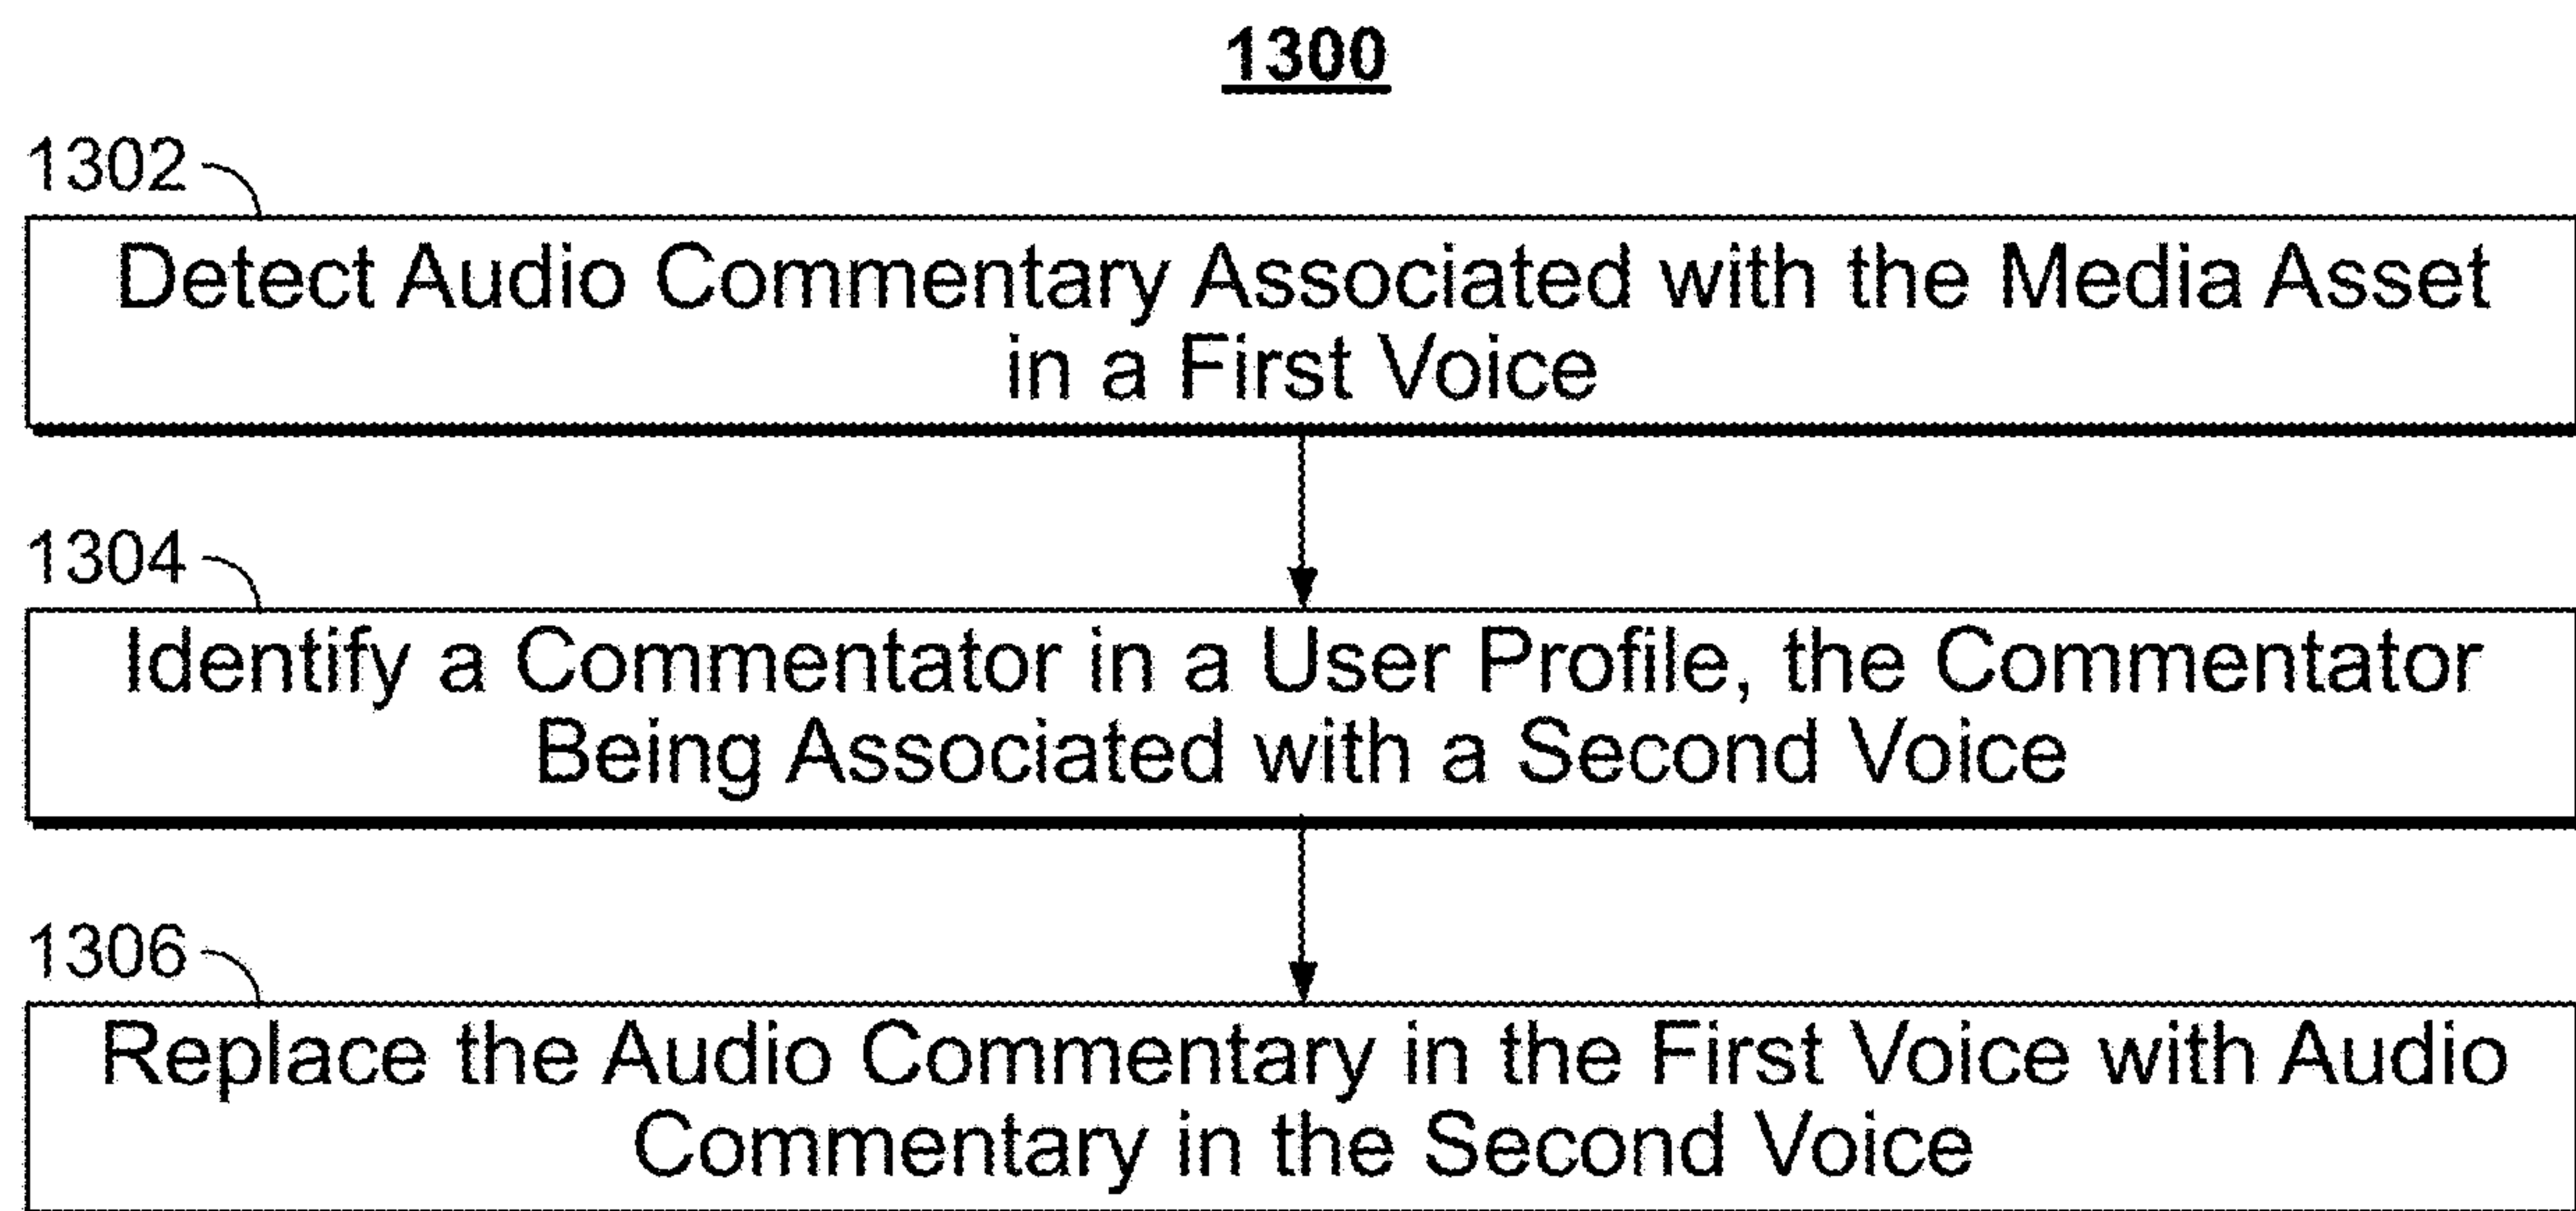 1300
1302
Detect Audio Commentary Associated with the Media Asset
in a First Voice
1304
Identify a Commentator in a User Profile, the Commentator
Being Associated with a Second Voice
1306
Replace the Audio Commentary in the First Voice with Audio
Commentary in the Second Voice